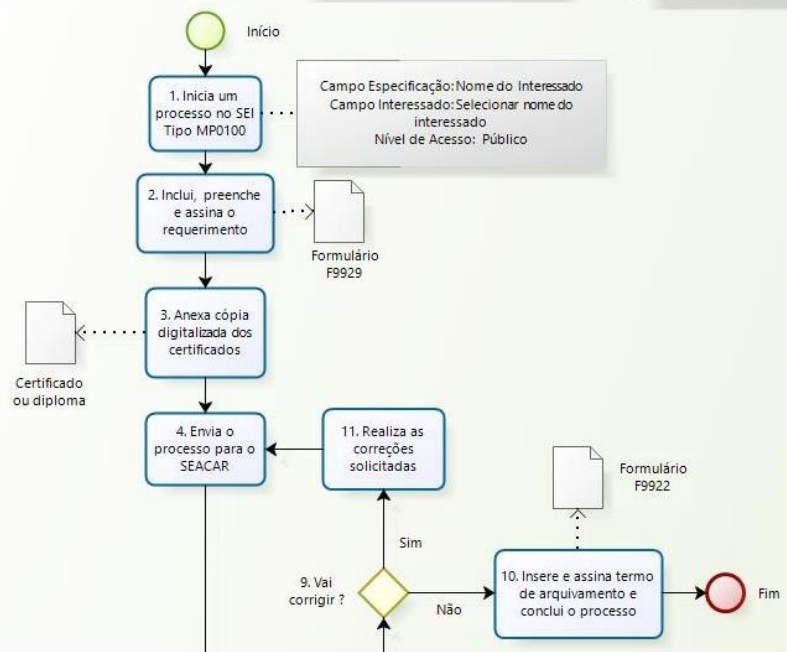 Início
1. Inicia um
processo no SEI
Tipo MP0100
Campo Especificação: Nome do Interessado
Campo Interessado: Selecionar nome do
interessado
Nível de Acesso: Público
2. Inclui, preenche
e assina o
requerimento
Formulário
F9929
3. Anexa cópia
digitalizada dos
certificados
Certificado
ou diploma
4. Envia o
processo para o
SEACAR
11. Realiza as
correções
solicitadas
Formulário
F9922
Sim
9. Vai
corrigir ?
Não
10. Insere e assina termo
de arquivamento e
conclui o processo
Fim